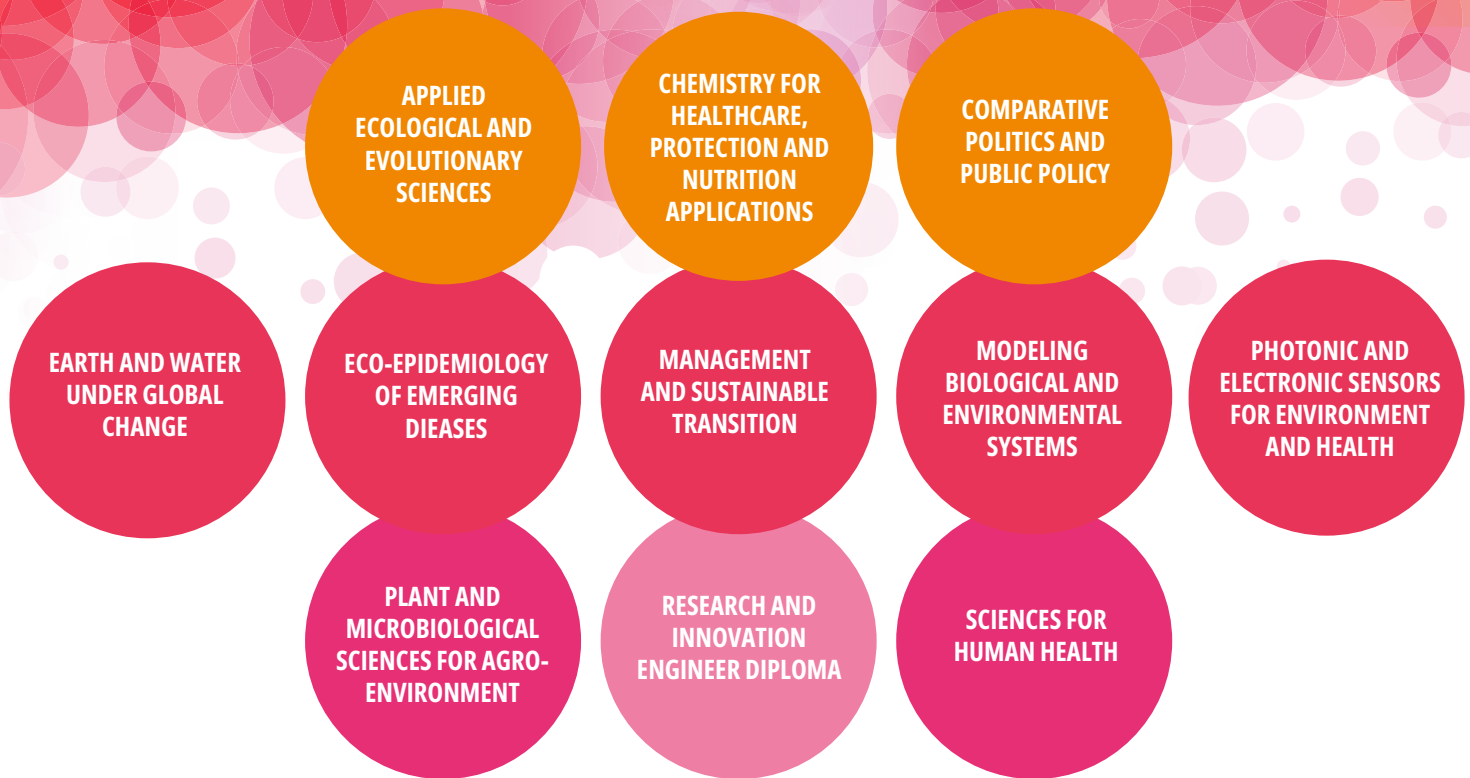 APPLIED
ECOLOGICAL AND
EVOLUTIONARY
SCIENCES
CHEMISTRY FOR
HEALTHCARE,
PROTECTION AND
NUTRITION
APPLICATIONS
COMPARATIVE
POLITICS AND
PUBLIC POLICY
EARTH AND WATER
UNDER GLOBAL
CHANGE
ECO-EPIDEMIOLOGY
OF EMERGING
DIEASES
MANAGEMENT
AND SUSTAINABLE
TRANSITION
MODELING
BIOLOGICAL AND
ENVIRONMENTAL
SYSTEMS
PHOTONIC AND
ELECTRONIC SENSORS
FOR ENVIRONMENT
AND HEALTH
PLANT AND
MICROBIOLOGICAL
SCIENCES FOR AGRO-
ENVIRONMENT
RESEARCH AND
INNOVATION
ENGINEER DIPLOMA
SCIENCES FOR
HUMAN HEALTH